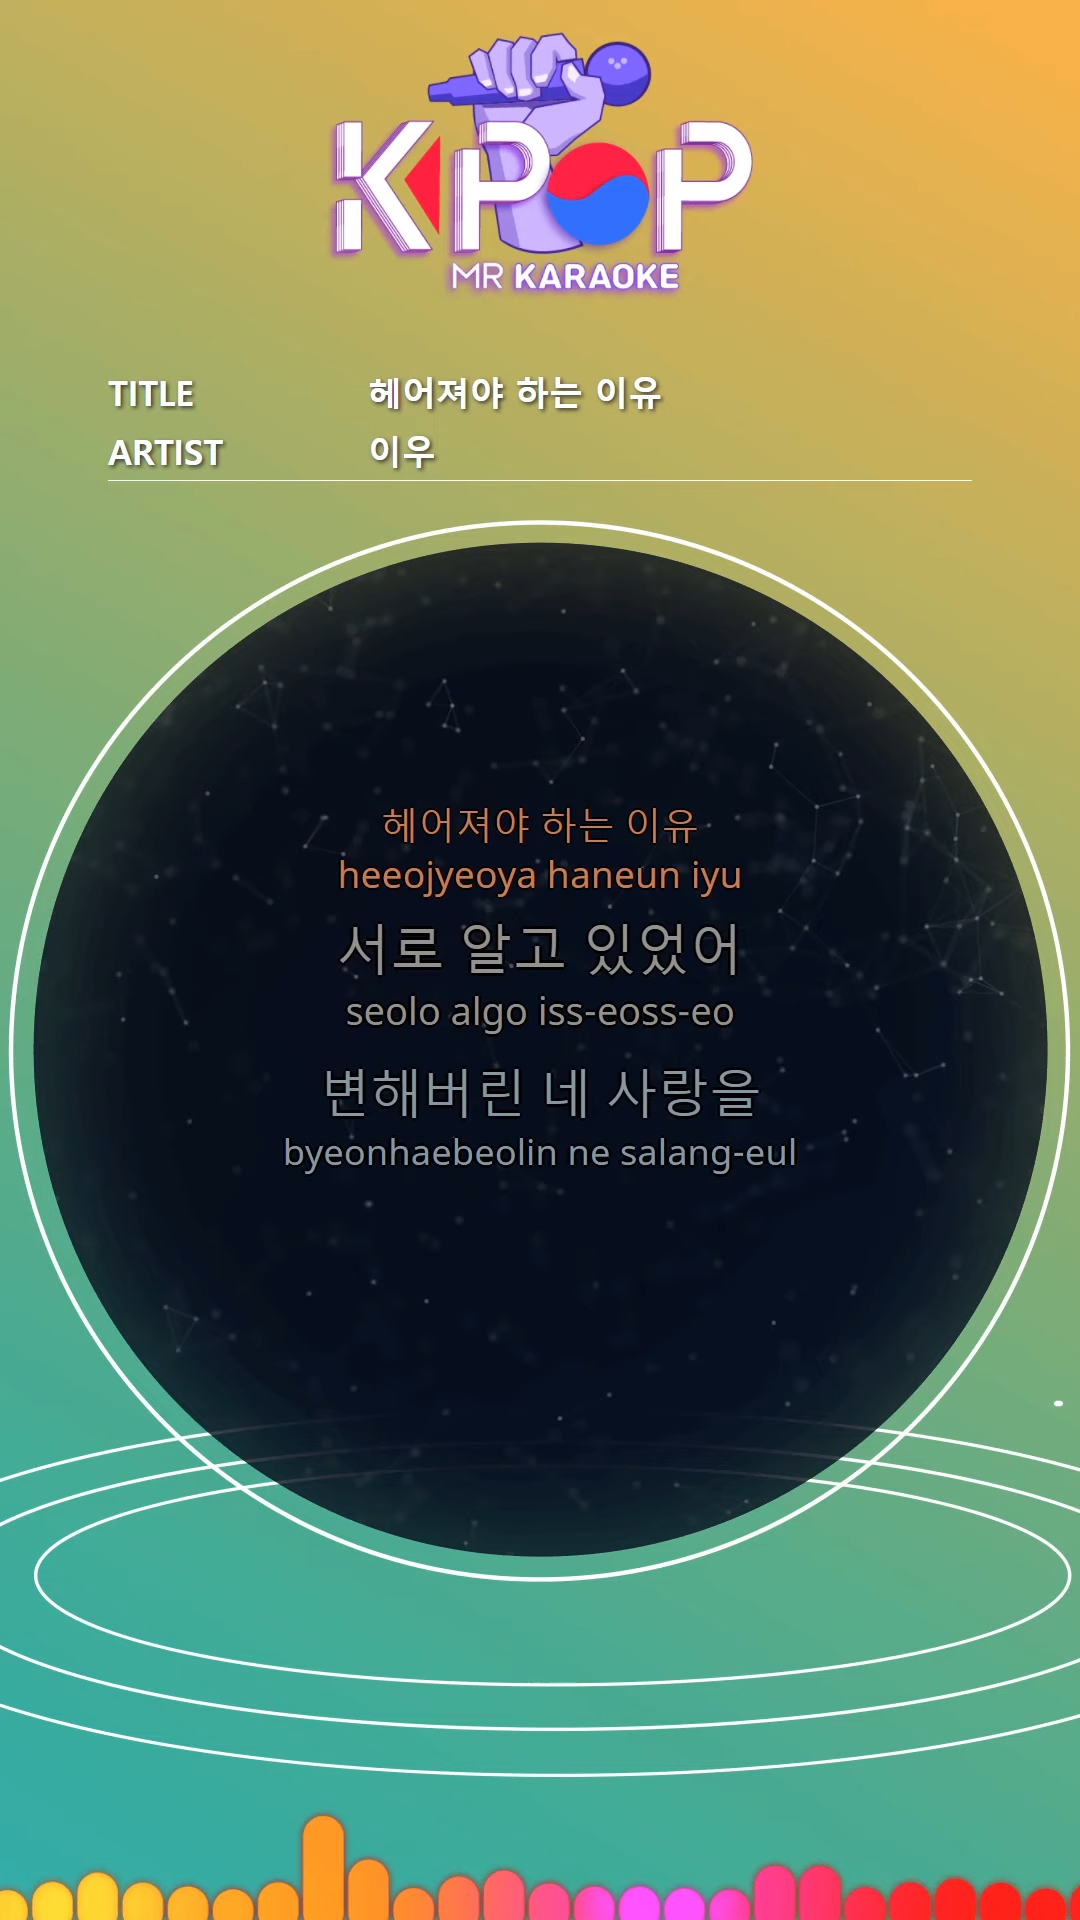 KPOP
MR KARAOKE
TITLE 헤어져야 하는 이유
ARTIST 이우
헤어져야 하는 이유
heeojyeoya haneun iyu
서로 알고 있었어
seolo algo iss-eoss-eo
변해버린 네 사랑을
byeonhaebeolin ne salang-eul